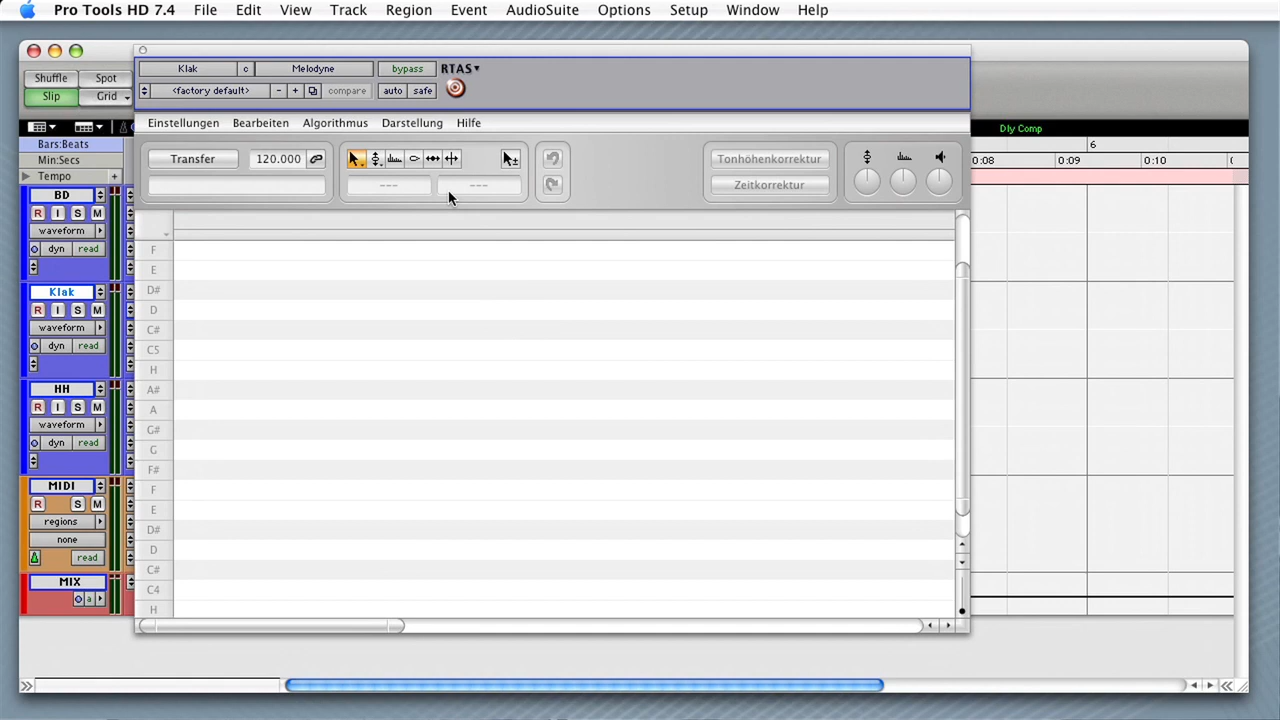 Pro Tools HD 7.4 File Edit View Track Region Event AudioSuite Options Setup Window Help
Shuffle Spot
Slip Grid
Klak c Melodyne bypass RTAS
<factory default> - + compare auto safe
Einstellungen Bearbeiten Algorithmus Darstellung Hilfe
Transfer 120.000 Tonhöhenkorrektur
--- --- Zeitkorrektur
Dly Comp
Bars:Beats 6
Min:Secs 0:08 0:09 0:10
Tempo +
BD
R I S M
waveform
dyn read
Klak
R I S M
waveform
dyn read
HH
R I S M
waveform
dyn read
MIDI
R S M
regions
none
read
MIX
a
F
E
D#
D
C#
C5
H
A#
A
G#
G
F#
F
E
D#
D
C#
C4
H